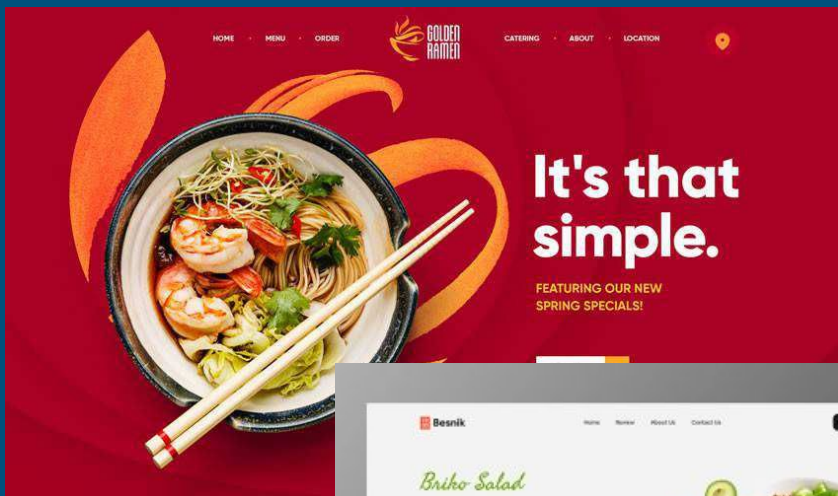 HOME • MENU • ORDER
GOLDEN
RAMEN
CATERING • ABOUT • LOCATION
It's that
simple.
FEATURING OUR NEW
SPRING SPECIALS!
Besnik
Home Review About Us Contact Us
Briko Salad